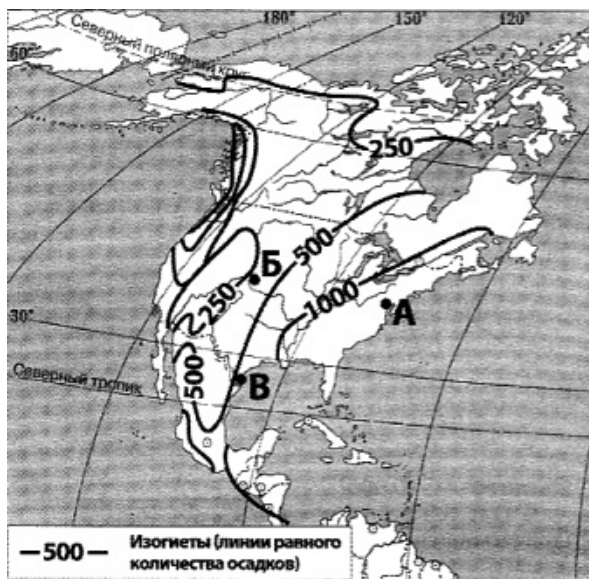 180°
150°
120°
Северный полярный круг
60°
250
500
Б
1000
250
А
30°
500
В
Северный тропик
—500— Изогиеты (линии равного
количества осадков)